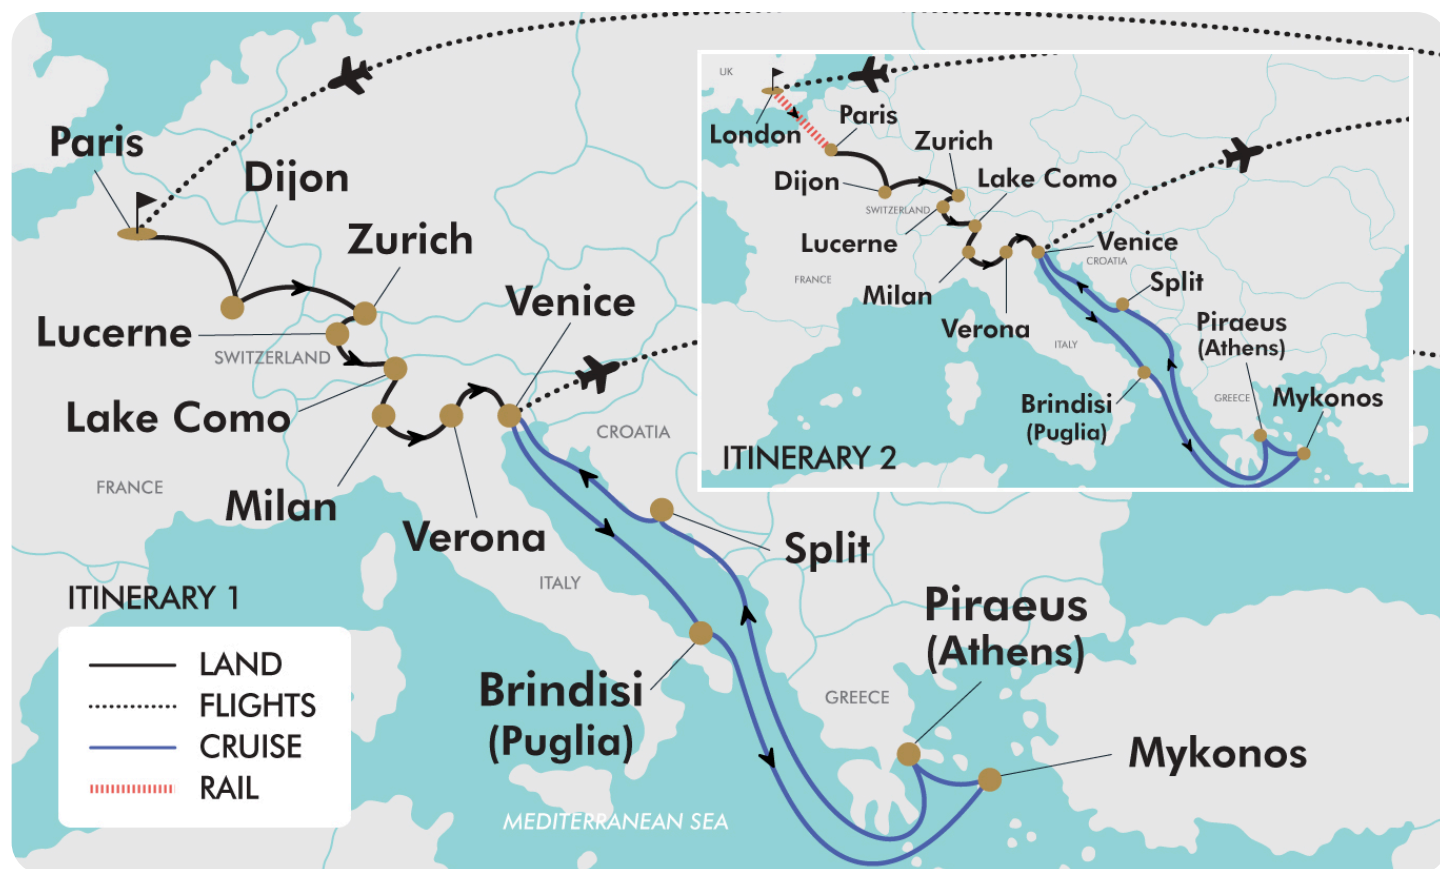 Paris
Dijon
Zurich
Lucerne
SWITZERLAND
Venice
Lake Como
CROATIA
FRANCE
Milan
Verona
Split
ITALY
ITINERARY 1
Piraeus
(Athens)
Brindisi
(Puglia)
GREECE
Mykonos
MEDITERRANEAN SEA
LAND
FLIGHTS
CRUISE
RAIL
UK
London
Paris
Zurich
Dijon
Lake Como
SWITZERLAND
Lucerne
Venice
CROATIA
FRANCE
Milan
Split
Verona
Piraeus
(Athens)
ITALY
Brindisi
(Puglia)
GREECE
Mykonos
ITINERARY 2